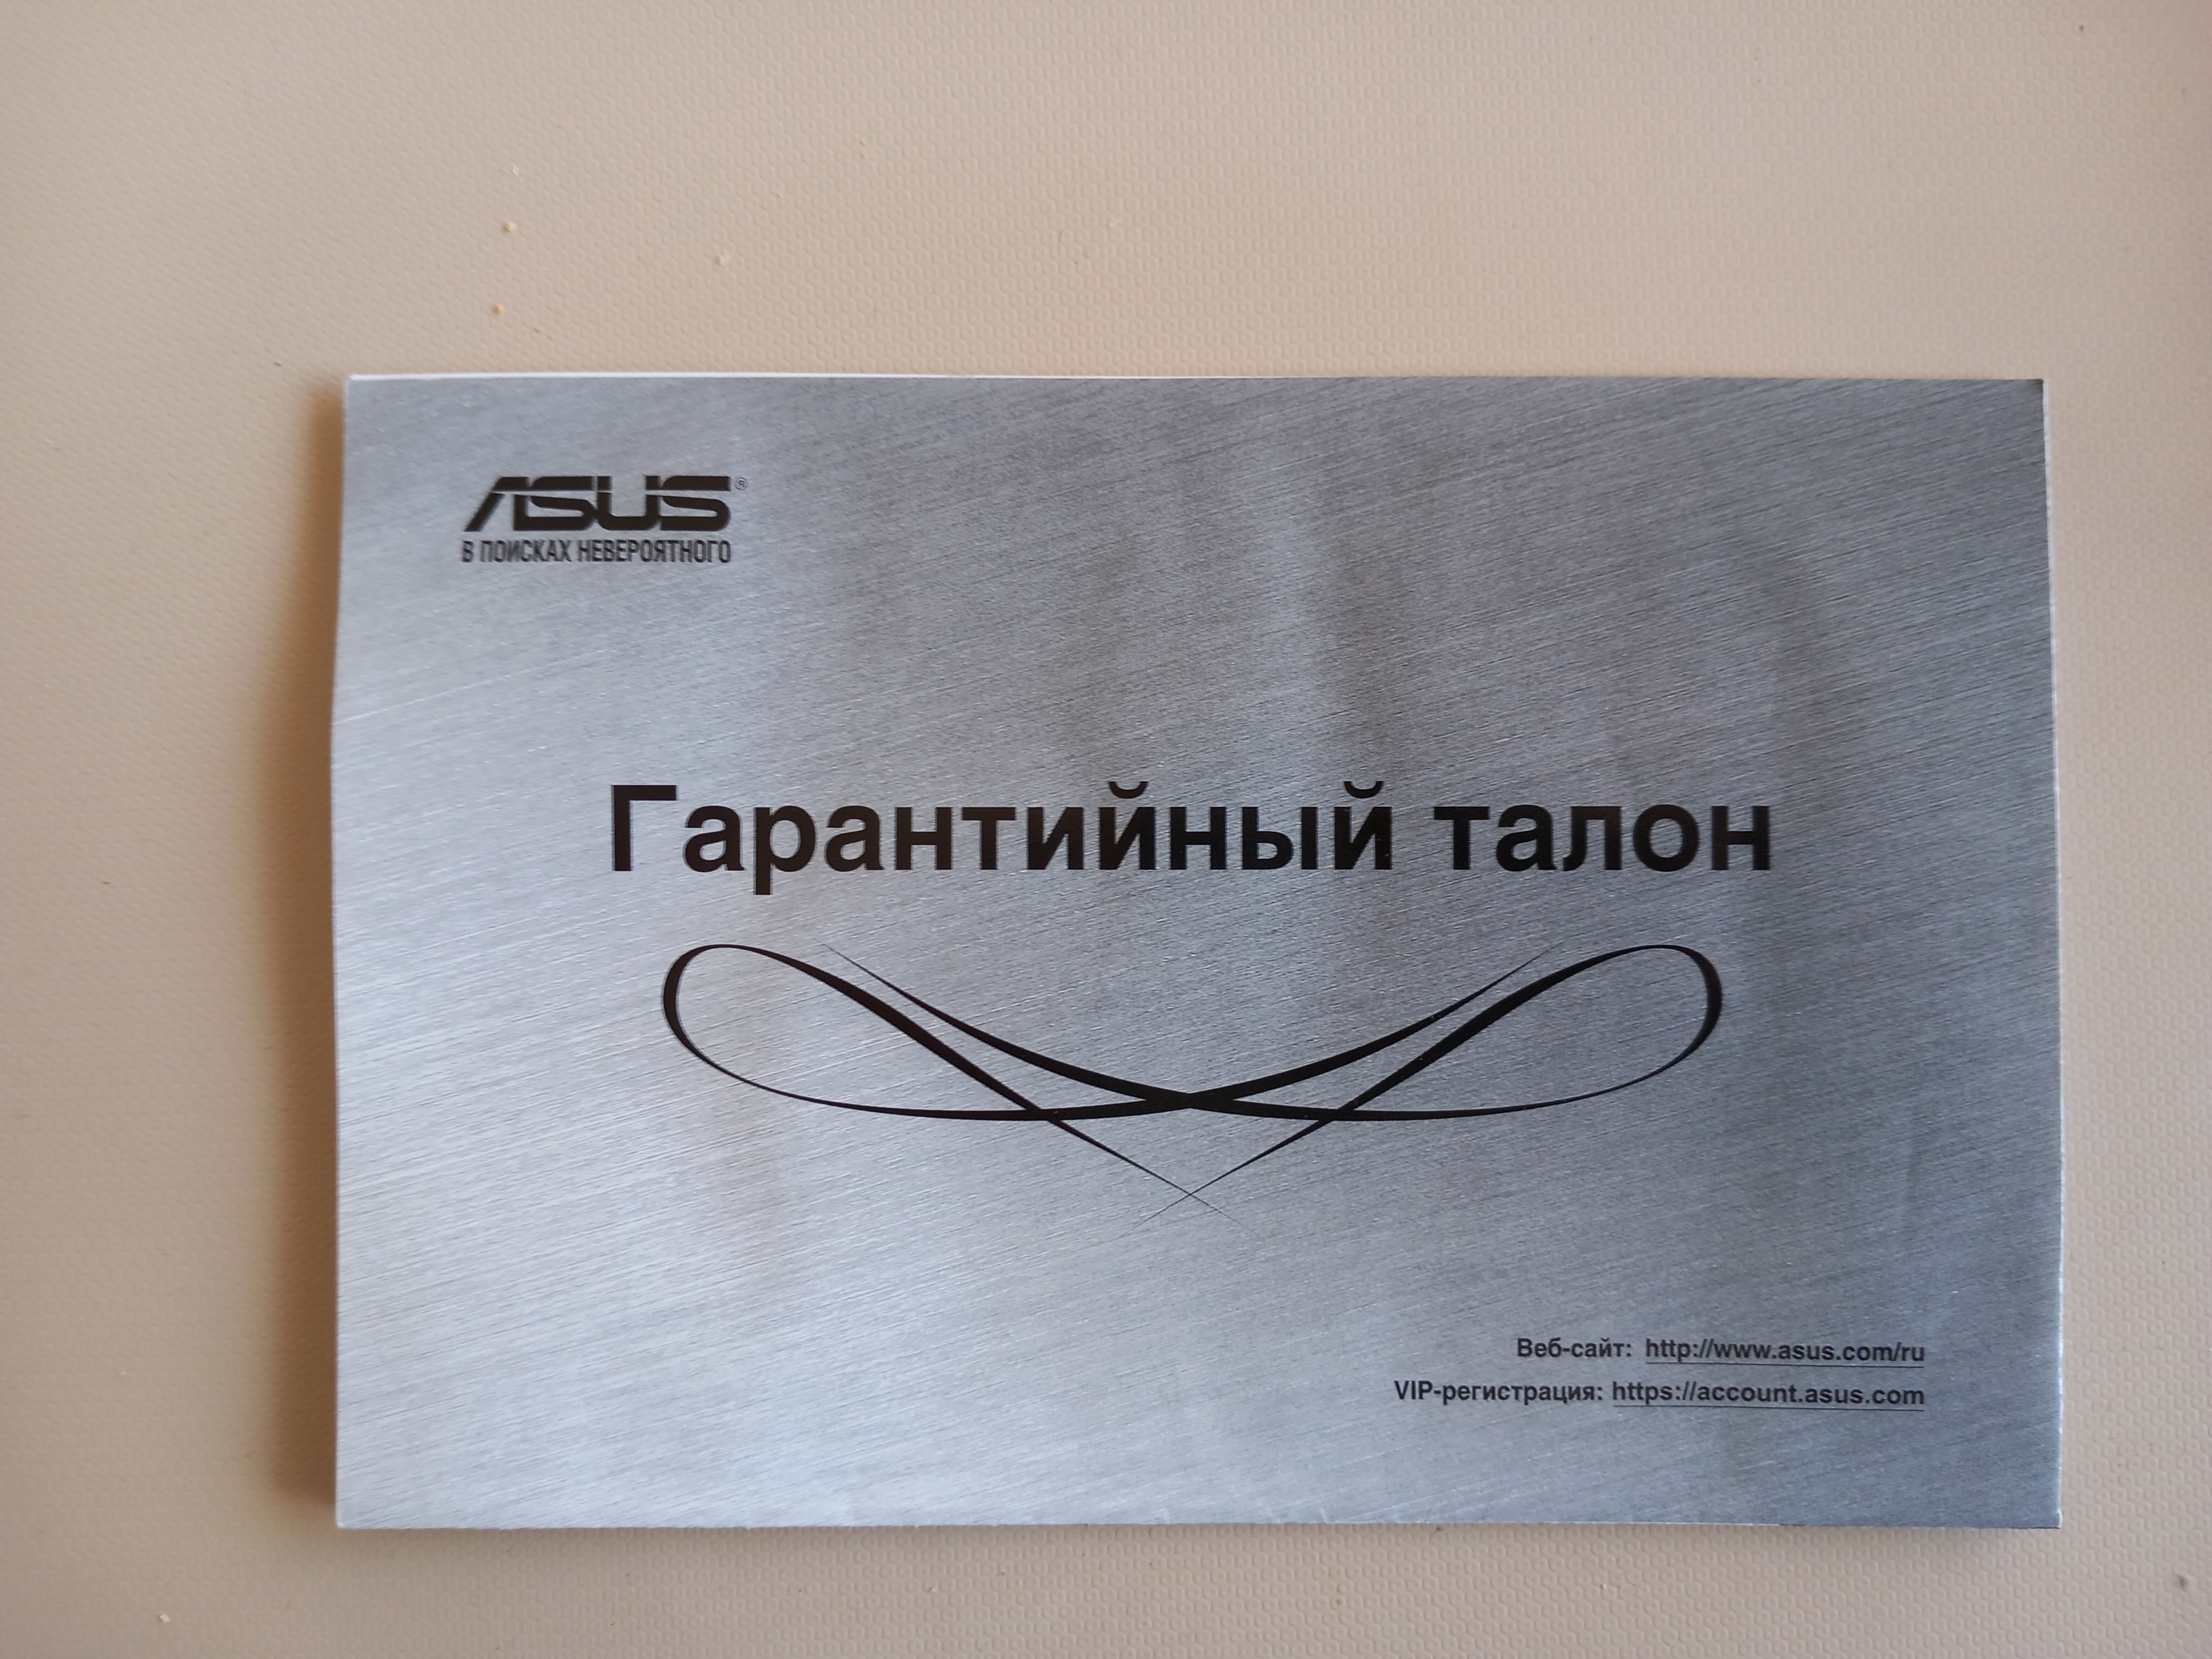 ASUS®
В ПОИСКАХ НЕВЕРОЯТНОГО
Гарантийный талон
Веб-сайт: http://www.asus.com/ru
VIP-регистрация: https://account.asus.com